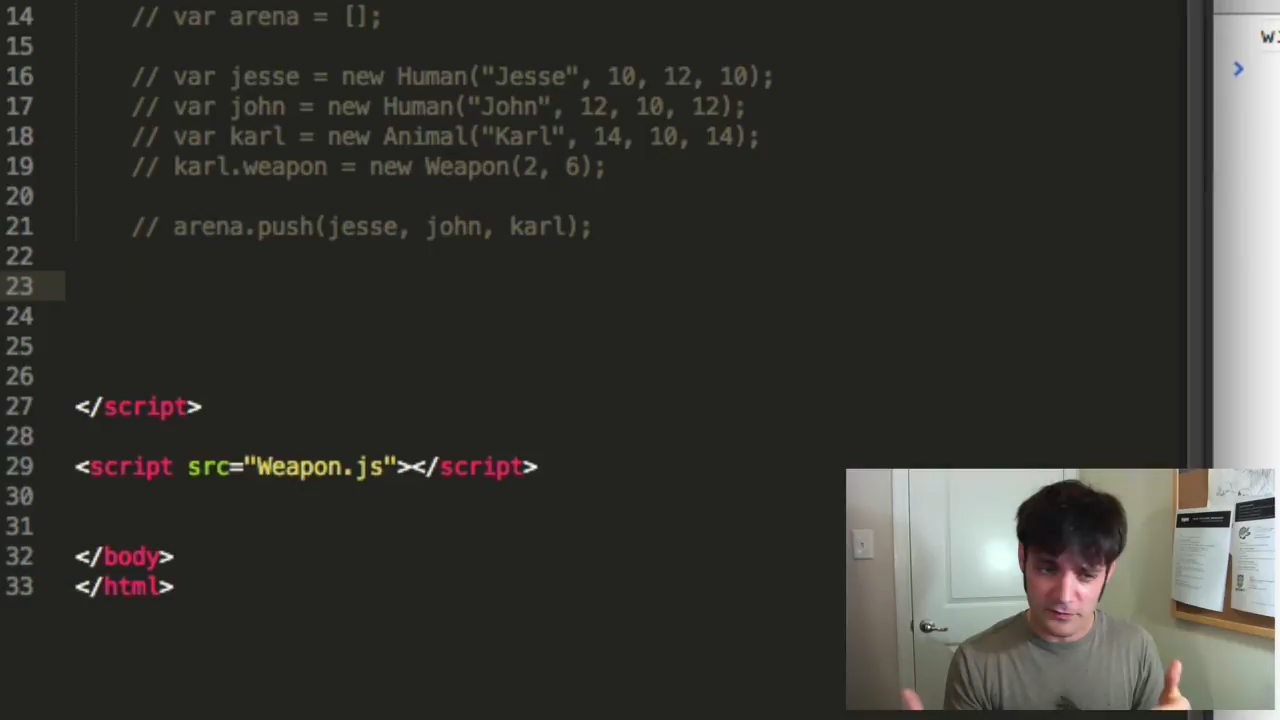 14 // var arena = [];
15
16 // var jesse = new Human("Jesse", 10, 12, 10);
17 // var john = new Human("John", 12, 10, 12);
18 // var karl = new Animal("Karl", 14, 10, 14);
19 // karl.weapon = new Weapon(2, 6);
20
21 // arena.push(jesse, john, karl);
22
23
24
25
26
27 </script>
28
29 <script src="Weapon.js"></script>
30
31
32 </body>
33 </html>